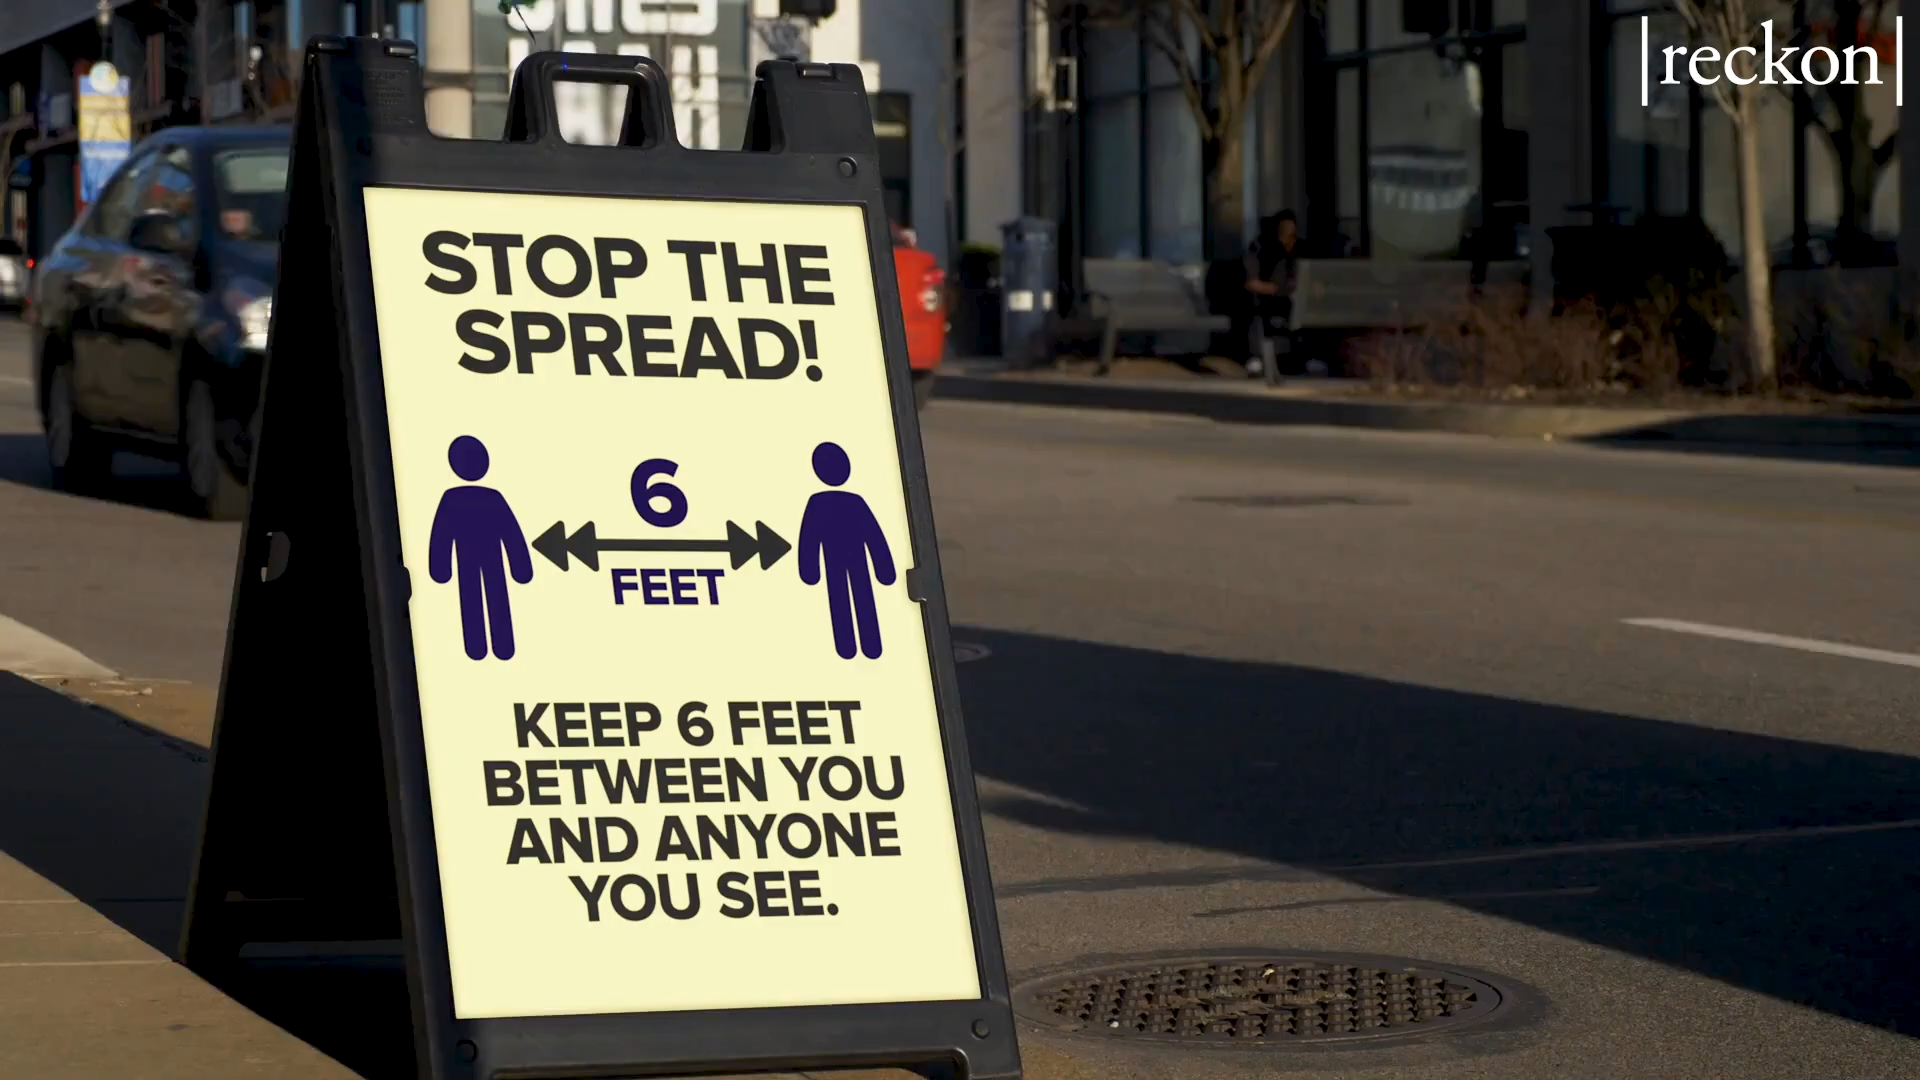 |reckon|
STOP THE
SPREAD!
6
FEET
KEEP 6 FEET
BETWEEN YOU
AND ANYONE
YOU SEE.